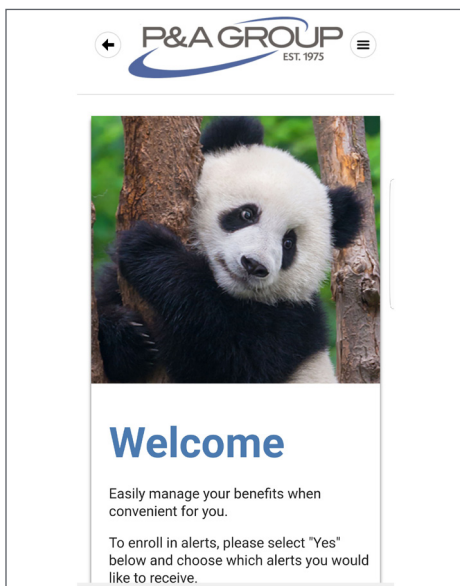 P&A GROUP
EST. 1975
Welcome
Easily manage your benefits when
convenient for you.
To enroll in alerts, please select "Yes"
below and choose which alerts you would
like to receive.